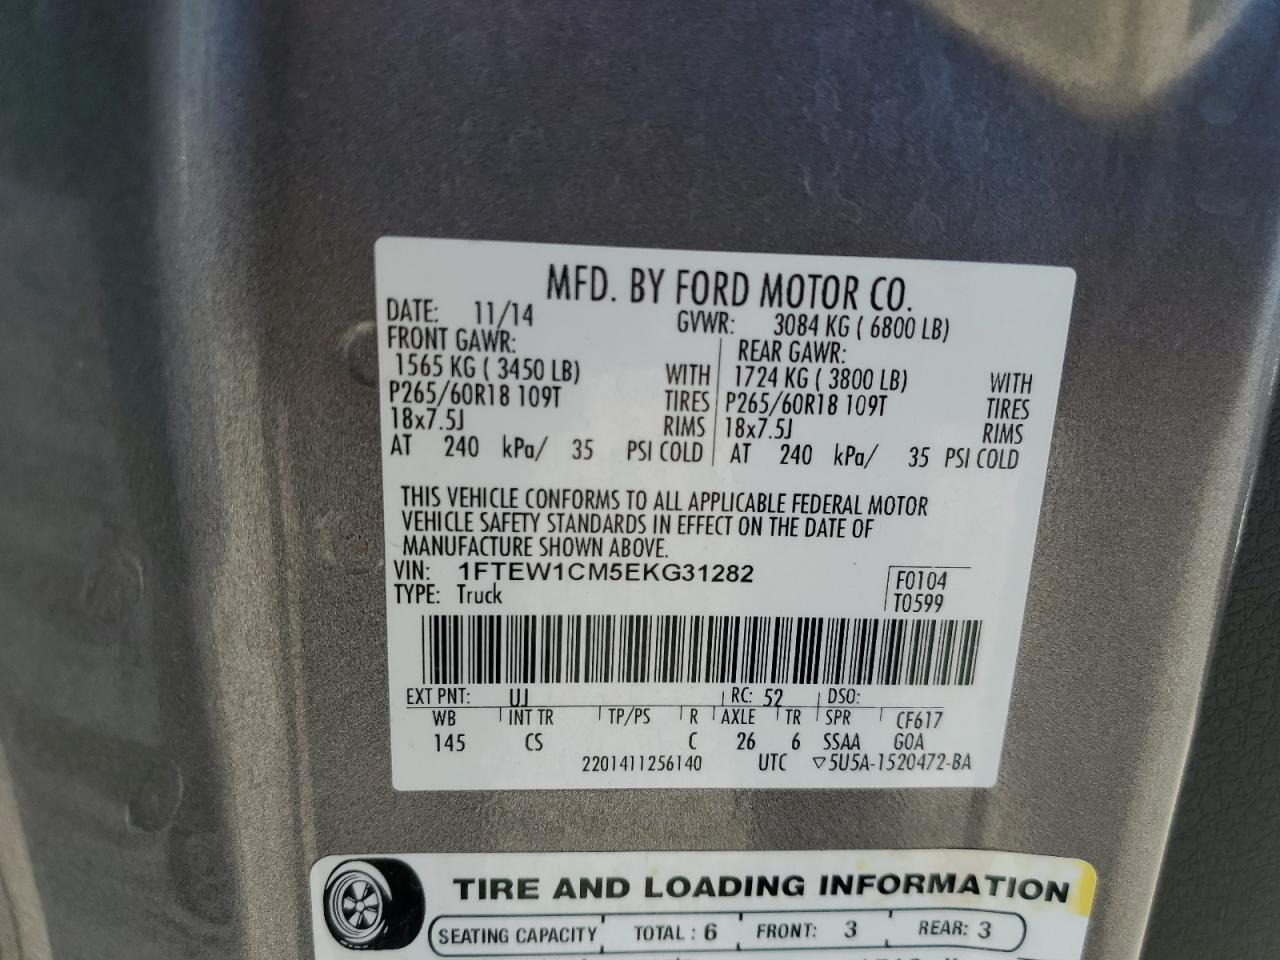 MFD. BY FORD MOTOR CO.
DATE: 11/14 GVWR: 3084 KG ( 6800 LB)
FRONT GAWR: REAR GAWR:
1565 KG ( 3450 LB) WITH 1724 KG ( 3800 LB) WITH
P265/60R18 109T TIRES P265/60R18 109T TIRES
18x7.5J RIMS 18x7.5J RIMS
AT 240 kPa/ 35 PSI COLD AT 240 kPa/ 35 PSI COLD
THIS VEHICLE CONFORMS TO ALL APPLICABLE FEDERAL MOTOR
VEHICLE SAFETY STANDARDS IN EFFECT ON THE DATE OF
MANUFACTURE SHOWN ABOVE.
VIN: 1FTEW1CM5EKG31282 F0104
TYPE: Truck T0599
EXT PNT: UJ RC: 52 DSO:
WB INT TR TP/PS R AXLE TR SPR CF617
145 CS C 26 6 SSAA GOA
2201411256140 UTC ▽5U5A-1520472-BA
TIRE AND LOADING INFORMATION
SEATING CAPACITY TOTAL : 6 FRONT: 3 REAR: 3